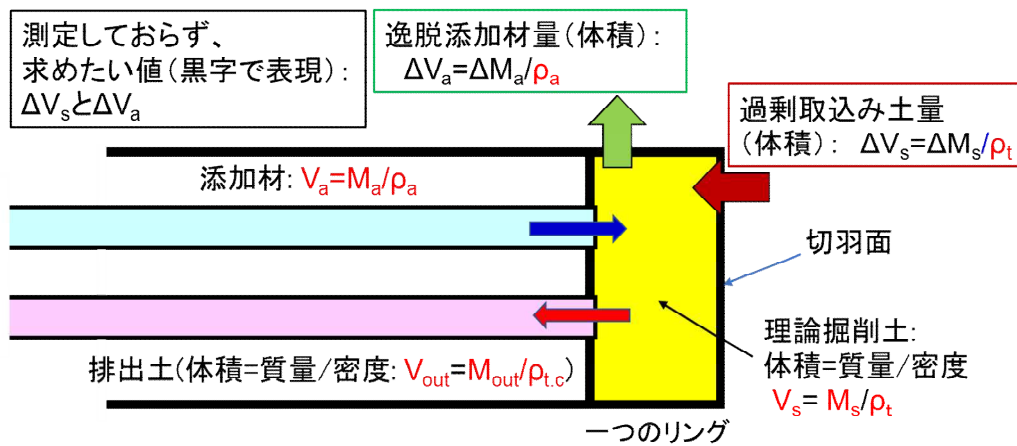 測定しておらず、
求めたい値(黒字で表現):
ΔVsとΔVa
逸脱添加材量(体積):
ΔVa=ΔMa/ρa
過剰取込み土量
(体積): ΔVs=ΔMs/ρt
添加材: Va=Ma/ρa
切羽面
理論掘削土:
体積=質量/密度
Vs= Ms/ρt
排出土(体積=質量/密度: Vout=Mout/ρt.c)
一つのリング